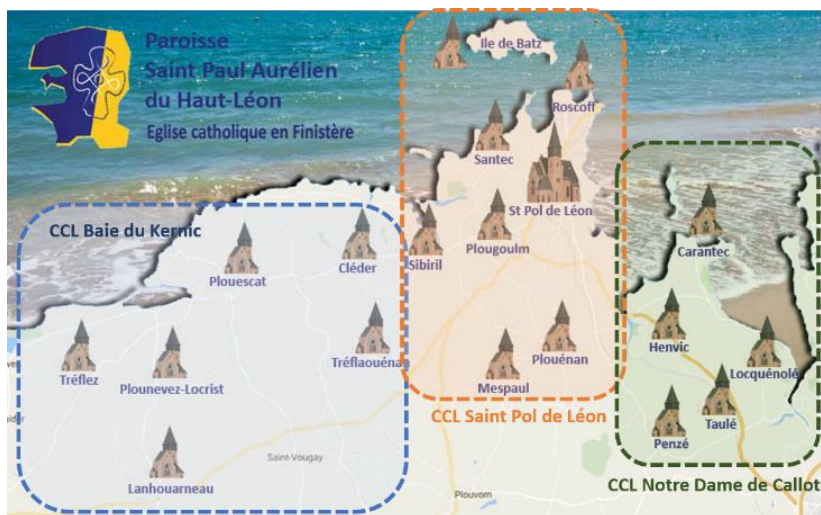 Paroisse
Saint Paul Aurélien
du Haut-Léon
Eglise catholique en Finistère
Ile de Batz
Roscoff
Santec
St Pol de Léon
CCL Baie du Kernic
Plouescat
Cléder
Sibiril
Plougoulm
Carantec
Tréflez
Plounevez-Locrist
Tréflaouénan
Mespaul
Plouénan
Henvic
Locquénolé
Taulé
Penzé
CCL Saint Pol de Léon
Lanhouarneau
Saint-Vougay
Plouvorn
CCL Notre Dame de Callot